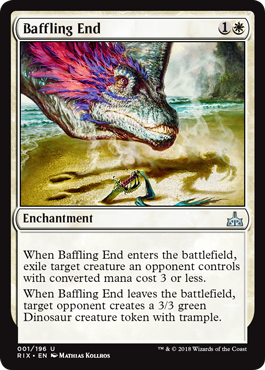 Baffling End
1
Enchantment
When Baffling End enters the battlefield,
exile target creature an opponent controls
with converted mana cost 3 or less.
When Baffling End leaves the battlefield,
target opponent creates a 3/3 green
Dinosaur creature token with trample.
001/196 U
RIX • EN Mathias Kollros
™ & © 2018 Wizards of the Coast